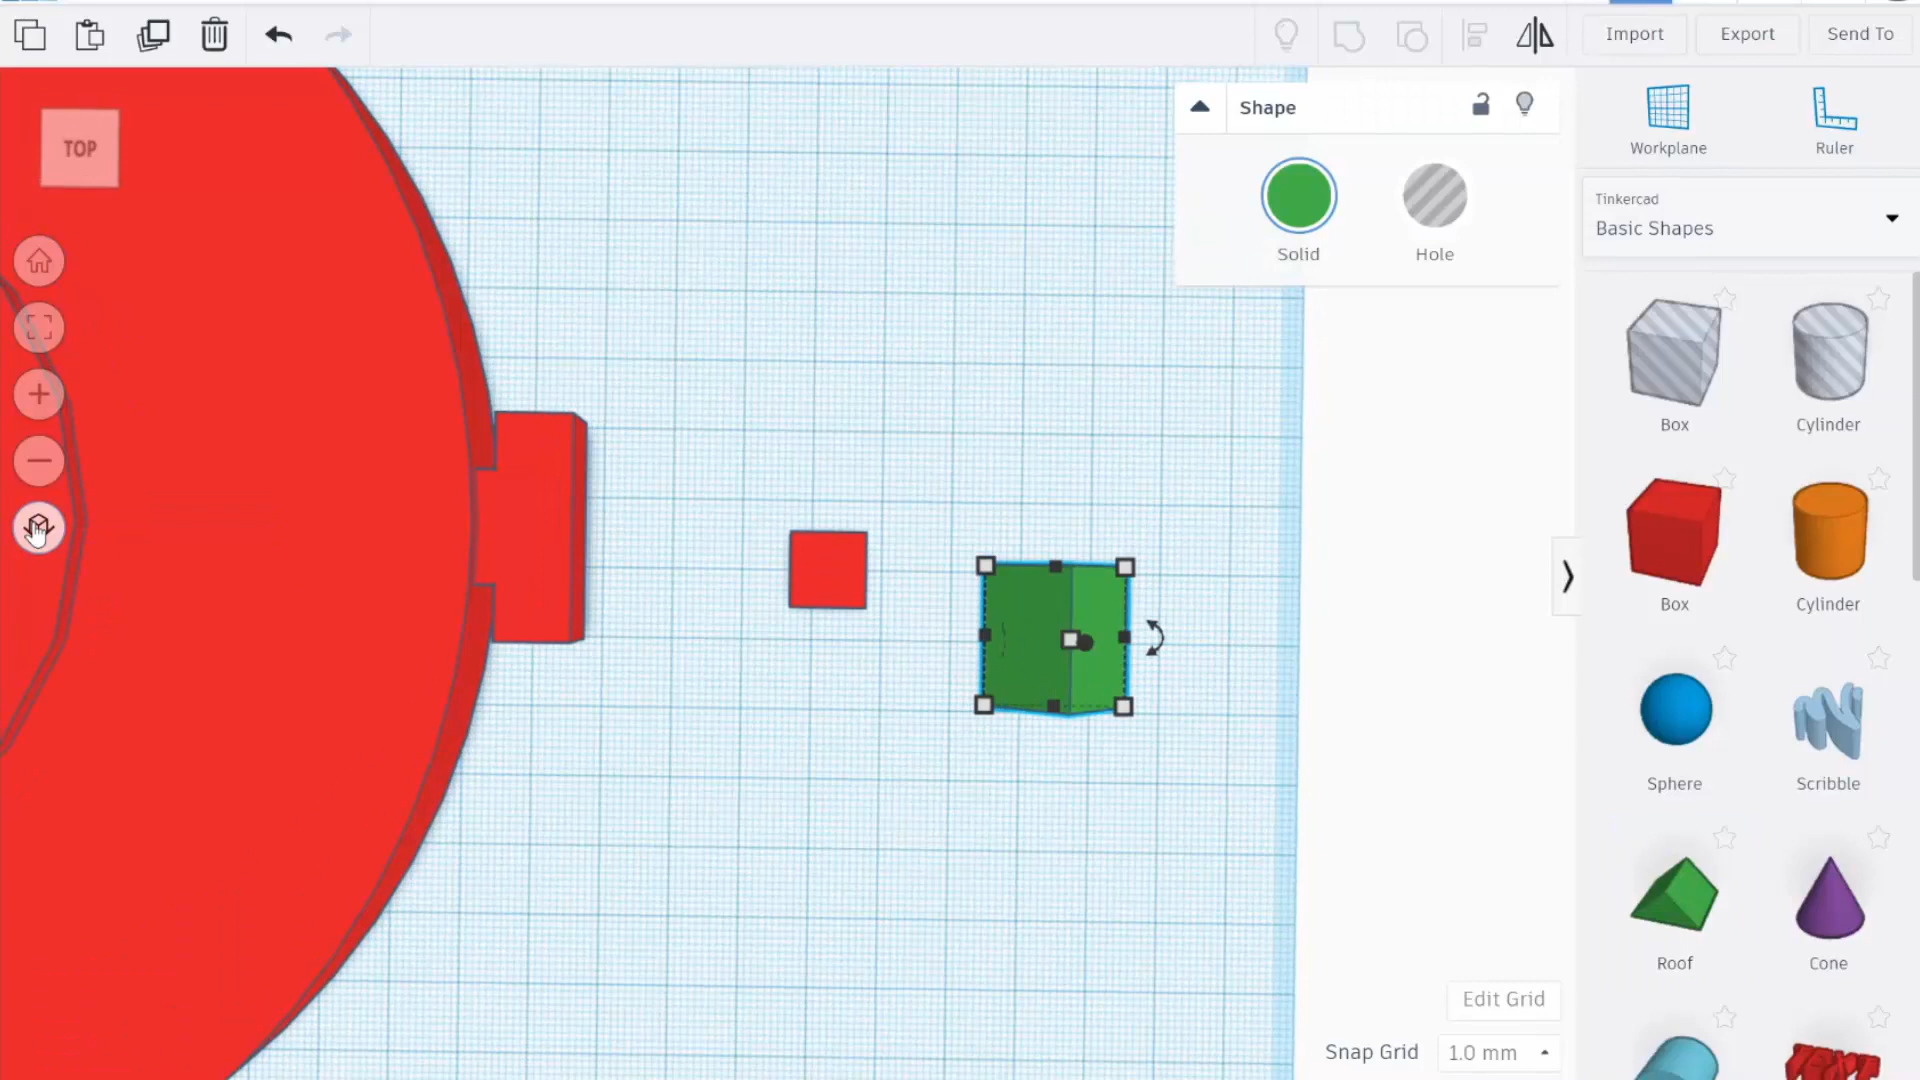 Import
Export
Send To
TOP
Shape
Solid
Hole
Workplane
Ruler
Tinkercad
Basic Shapes
Box
Cylinder
Box
Cylinder
Sphere
Scribble
Roof
Cone
TEXT
Edit Grid
Snap Grid
1.0 mm